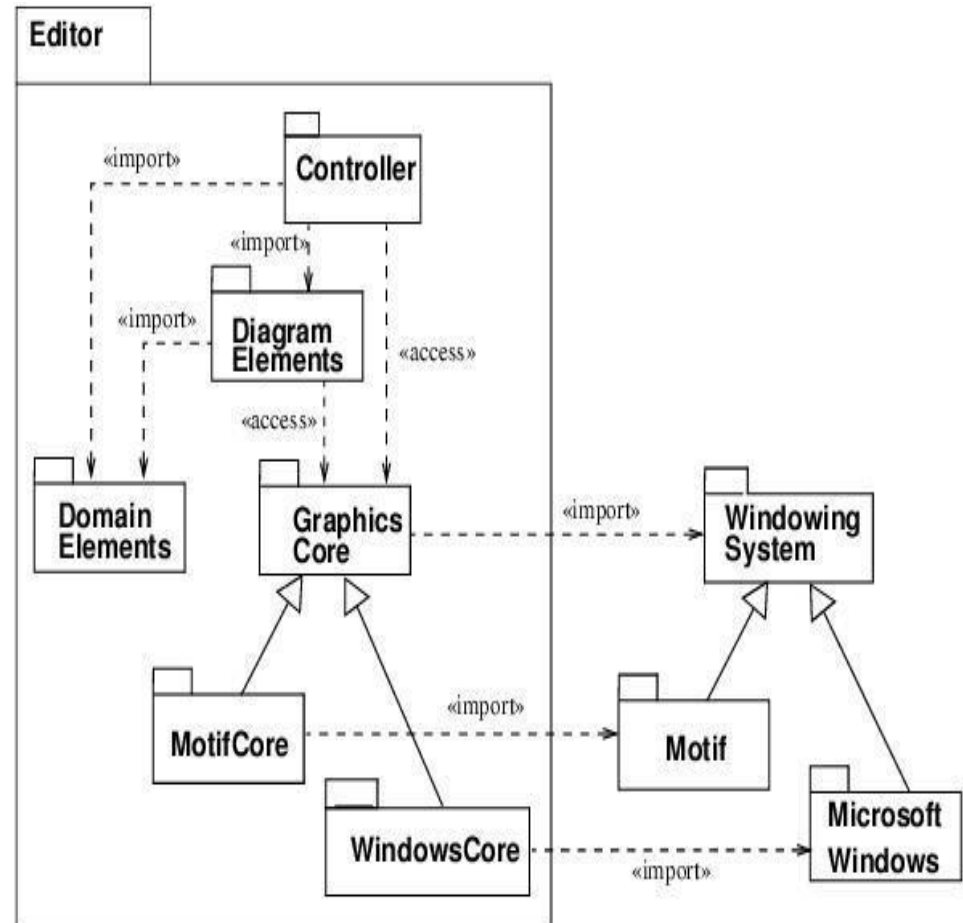 Editor
Controller
«import»
«import»
«import»
Diagram
Elements
«access»
«access»
Domain
Elements
Graphics
Core
«import»
Windowing
System
MotifCore
«import»
Motif
WindowsCore
«import»
Microsoft
Windows